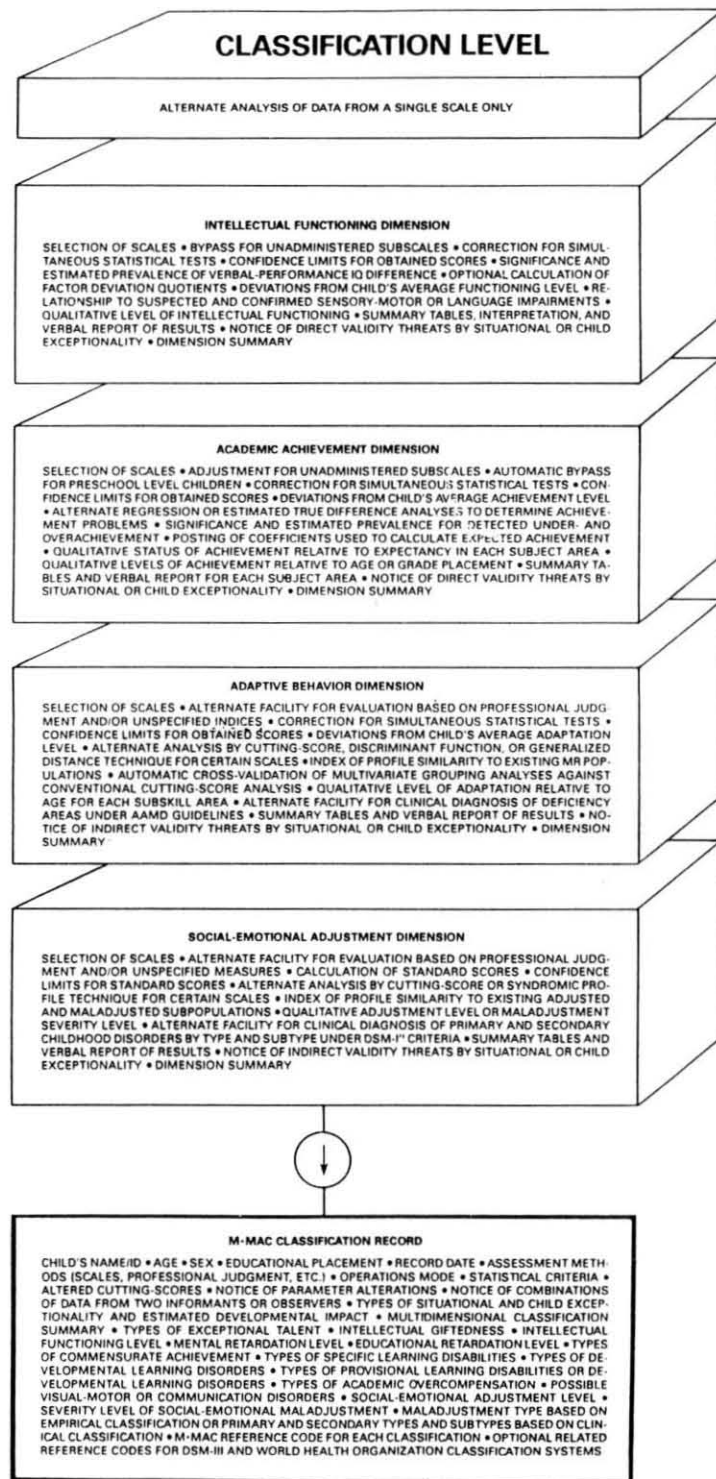 CLASSIFICATION LEVEL
ALTERNATE ANALYSIS OF DATA FROM A SINGLE SCALE ONLY
INTELLECTUAL FUNCTIONING DIMENSION
SELECTION OF SCALES • BYPASS FOR UNADMINISTERED SUBSCALES • CORRECTION FOR SIMUL-
TANEOUS STATISTICAL TESTS • CONFIDENCE LIMITS FOR OBTAINED SCORES • SIGNIFICANCE AND
ESTIMATED PREVALENCE OF VERBAL-PERFORMANCE IQ DIFFERENCE • OPTIONAL CALCULATION OF
FACTOR DEVIATION QUOTIENTS • DEVIATIONS FROM CHILD'S AVERAGE FUNCTIONING LEVEL • RE-
LATIONSHIP TO SUSPECTED AND CONFIRMED SENSORY-MOTOR OR LANGUAGE IMPAIRMENTS •
QUALITATIVE LEVEL OF INTELLECTUAL FUNCTIONING • SUMMARY TABLES, INTERPRETATION, AND
VERBAL REPORT OF RESULTS • NOTICE OF DIRECT VALIDITY THREATS BY SITUATIONAL OR CHILD
EXCEPTIONALITY • DIMENSION SUMMARY
ACADEMIC ACHIEVEMENT DIMENSION
SELECTION OF SCALES • ADJUSTMENT FOR UNADMINISTERED SUBSCALES • AUTOMATIC BYPASS
FOR PRESCHOOL LEVEL CHILDREN • CORRECTION FOR SIMULTANEOUS STATISTICAL TESTS • CON-
FIDENCE LIMITS FOR OBTAINED SCORES • DEVIATIONS FROM CHILD'S AVERAGE ACHIEVEMENT LEVEL
• ALTERNATE REGRESSION OR ESTIMATED TRUE DIFFERENCE ANALYSES TO DETERMINE ACHIEVE-
MENT PROBLEMS • SIGNIFICANCE AND ESTIMATED PREVALENCE FOR DETECTED UNDER- AND
OVERACHIEVEMENT • POSTING OF COEFFICIENTS USED TO CALCULATE EXPECTED ACHIEVEMENT
• QUALITATIVE STATUS OF ACHIEVEMENT RELATIVE TO EXPECTANCY IN EACH SUBJECT AREA •
QUALITATIVE LEVELS OF ACHIEVEMENT RELATIVE TO AGE OR GRADE PLACEMENT • SUMMARY TA-
BLES AND VERBAL REPORT FOR EACH SUBJECT AREA • NOTICE OF DIRECT VALIDITY THREATS BY
SITUATIONAL OR CHILD EXCEPTIONALITY • DIMENSION SUMMARY
ADAPTIVE BEHAVIOR DIMENSION
SELECTION OF SCALES • ALTERNATE FACILITY FOR EVALUATION BASED ON PROFESSIONAL JUDG-
MENT AND/OR UNSPECIFIED INDICES • CORRECTION FOR SIMULTANEOUS STATISTICAL TESTS •
CONFIDENCE LIMITS FOR OBTAINED SCORES • DEVIATIONS FROM CHILD'S AVERAGE ADAPTATION
LEVEL • ALTERNATE ANALYSIS BY CUTTING-SCORE, DISCRIMINANT FUNCTION, OR GENERALIZED
DISTANCE TECHNIQUE FOR CERTAIN SCALES • INDEX OF PROFILE SIMILARITY TO EXISTING MR POP-
ULATIONS • AUTOMATIC CROSS-VALIDATION OF MULTIVARIATE GROUPING ANALYSES AGAINST
CONVENTIONAL CUTTING-SCORE ANALYSIS • QUALITATIVE LEVEL OF ADAPTATION RELATIVE TO
AGE FOR EACH SUBSKILL AREA • ALTERNATE FACILITY FOR CLINICAL DIAGNOSIS OF DEFICIENCY
AREAS UNDER AAMD GUIDELINES • SUMMARY TABLES AND VERBAL REPORT OF RESULTS • NO-
TICE OF INDIRECT VALIDITY THREATS BY SITUATIONAL OR CHILD EXCEPTIONALITY • DIMENSION
SUMMARY
SOCIAL-EMOTIONAL ADJUSTMENT DIMENSION
SELECTION OF SCALES • ALTERNATE FACILITY FOR EVALUATION BASED ON PROFESSIONAL JUDG-
MENT AND/OR UNSPECIFIED MEASURES • CALCULATION OF STANDARD SCORES • CONFIDENCE
LIMITS FOR STANDARD SCORES • ALTERNATE ANALYSIS BY CUTTING-SCORE OR SYNDROMIC PRO-
FILE TECHNIQUE FOR CERTAIN SCALES • INDEX OF PROFILE SIMILARITY TO EXISTING ADJUSTED
AND MALADJUSTED SUBPOPULATIONS • QUALITATIVE ADJUSTMENT LEVEL OR MALADJUSTMENT
SEVERITY LEVEL • ALTERNATE FACILITY FOR CLINICAL DIAGNOSIS OF PRIMARY AND SECONDARY
CHILDHOOD DISORDERS BY TYPE AND SUBTYPE UNDER CRITERIA • SUMMARY TABLES AND
VERBAL REPORT OF RESULTS • NOTICE OF INDIRECT VALIDITY THREATS BY SITUATIONAL OR CHILD
EXCEPTIONALITY • DIMENSION SUMMARY
M-MAC CLASSIFICATION RECORD
CHILD'S NAME/ID • AGE • SEX • EDUCATIONAL PLACEMENT • RECORD DATE • ASSESSMENT METH-
ODS (SCALES, PROFESSIONAL JUDGMENT, ETC.) • OPERATIONS MODE • STATISTICAL CRITERIA •
ALTERED CUTTING-SCORES • NOTICE OF PARAMETER ALTERATIONS • NOTICE OF COMBINATIONS
OF DATA FROM TWO INFORMANTS OR OBSERVERS • TYPES OF SITUATIONAL AND CHILD EXCEP-
TIONALITY AND ESTIMATED DEVELOPMENTAL IMPACT • MULTIDIMENSIONAL CLASSIFICATION
SUMMARY • TYPES OF EXCEPTIONAL TALENT • INTELLECTUAL GIFTEDNESS • INTELLECTUAL
FUNCTIONING LEVEL • MENTAL RETARDATION LEVEL • EDUCATIONAL RETARDATION LEVEL • TYPES
OF COMMENSURATE ACHIEVEMENT • TYPES OF SPECIFIC LEARNING DISABILITIES • TYPES OF DE-
VELOPMENTAL LEARNING DISORDERS • TYPES OF PROVISIONAL LEARNING DISABILITIES OR DE-
VELOPMENTAL LEARNING DISORDERS • TYPES OF ACADEMIC OVERCOMPENSATION • POSSIBLE
VISUAL-MOTOR OR COMMUNICATION DISORDERS • SOCIAL-EMOTIONAL ADJUSTMENT LEVEL •
SEVERITY LEVEL OF SOCIAL-EMOTIONAL MALADJUSTMENT • MALADJUSTMENT TYPE BASED ON
EMPIRICAL CLASSIFICATION OR PRIMARY AND SECONDARY TYPES AND SUBTYPES BASED ON CLIN-
ICAL CLASSIFICATION • M-MAC REFERENCE CODE FOR EACH CLASSIFICATION • OPTIONAL RELATED
REFERENCE CODES FOR DSM-III AND WORLD HEALTH ORGANIZATION CLASSIFICATION SYSTEMS